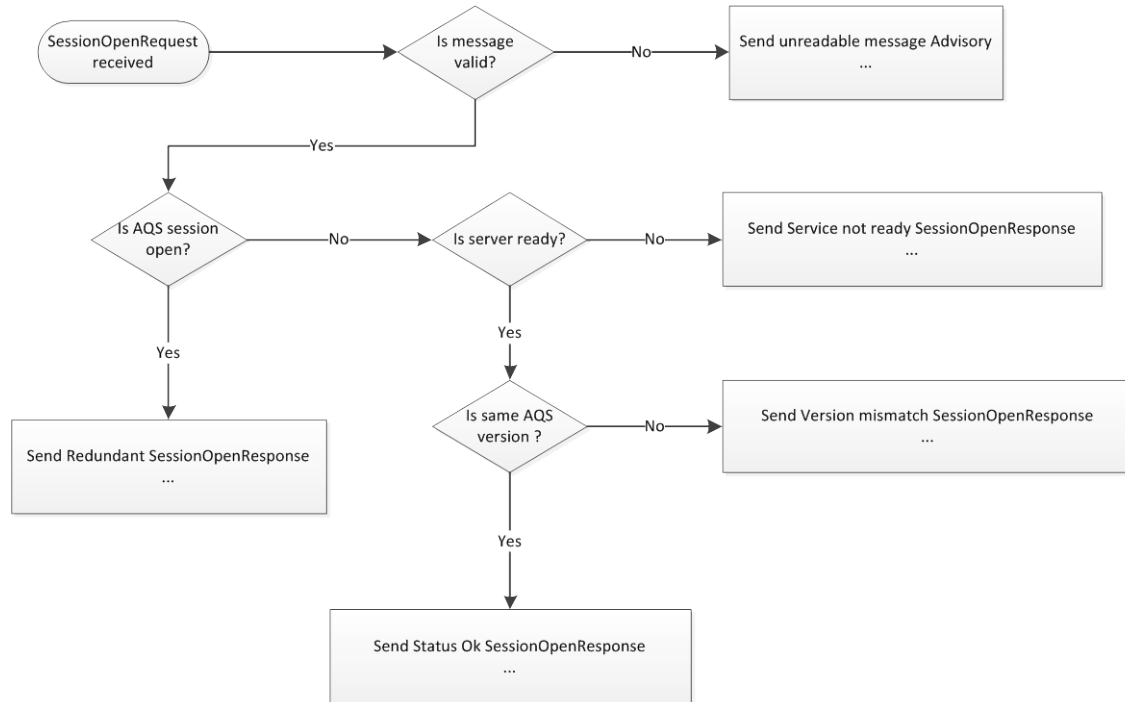 SessionOpenRequest
received
Is message
valid?
No
Send unreadable message Advisory
...
Yes
Is AQS session
open?
No
Is server ready?
No
Send Service not ready SessionOpenResponse
...
Yes
Yes
Is same AQS
version ?
No
Send Version mismatch SessionOpenResponse
...
Send Redundant SessionOpenResponse
...
Yes
Send Status Ok SessionOpenResponse
...